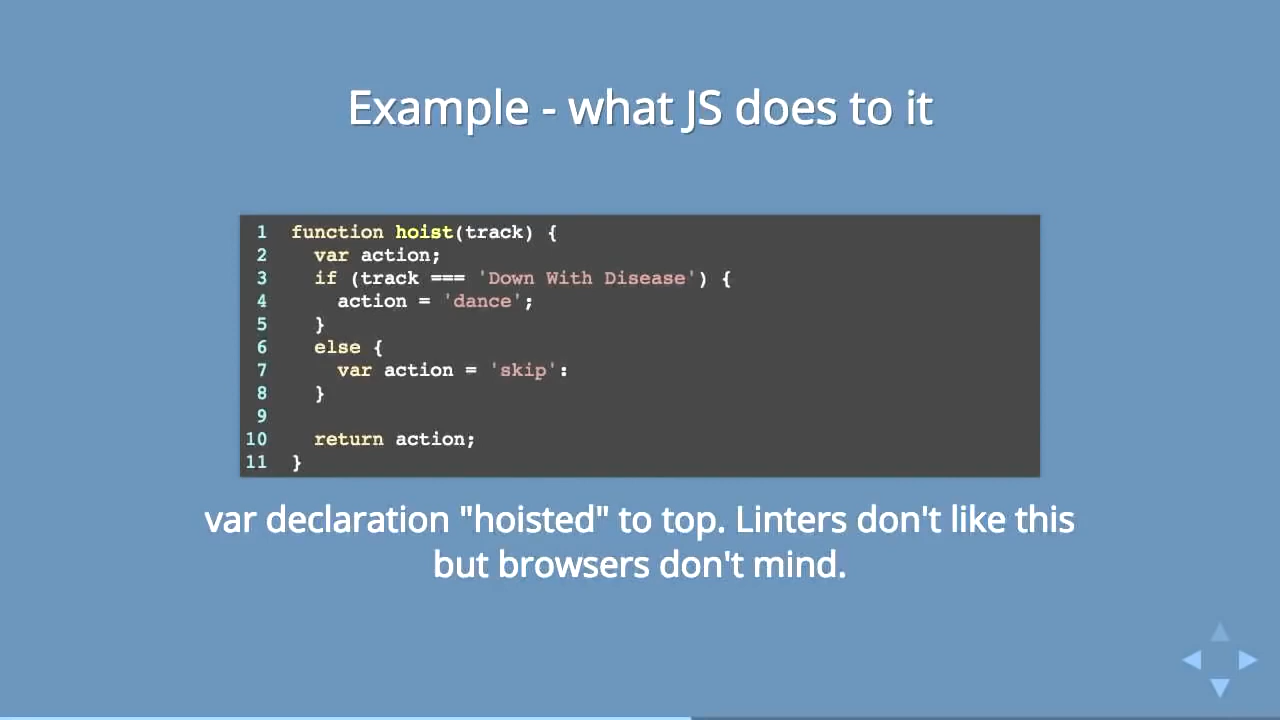 Example - what JS does to it
1 function hoist(track) {
2   var action;
3   if (track === 'Down With Disease') {
4     action = 'dance';
5   }
6   else {
7     var action = 'skip':
8   }
9
10   return action;
11 }
var declaration "hoisted" to top. Linters don't like this
but browsers don't mind.